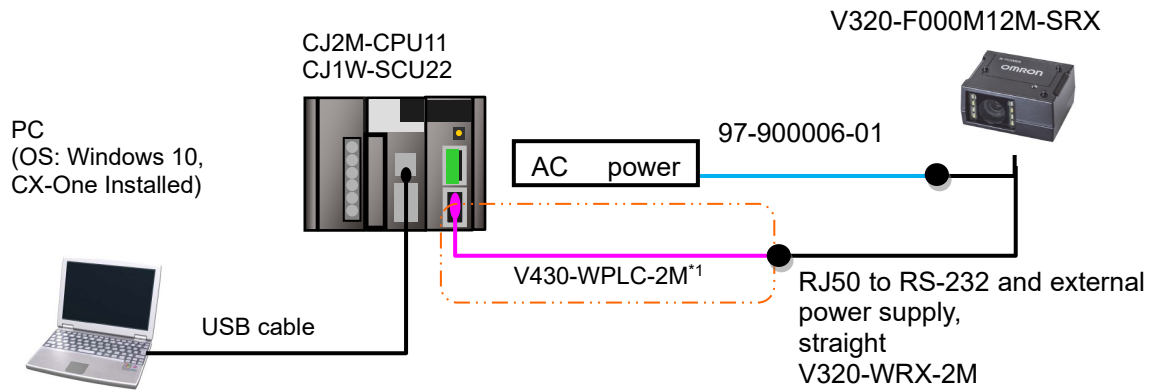 V320-F000M12M-SRX
CJ2M-CPU11
CJ1W-SCU22
OMRON
PC
(OS: Windows 10,
CX-One Installed)
97-900006-01
AC power
V430-WPLC-2M*1
RJ50 to RS-232 and external
power supply,
straight
V320-WRX-2M
USB cable